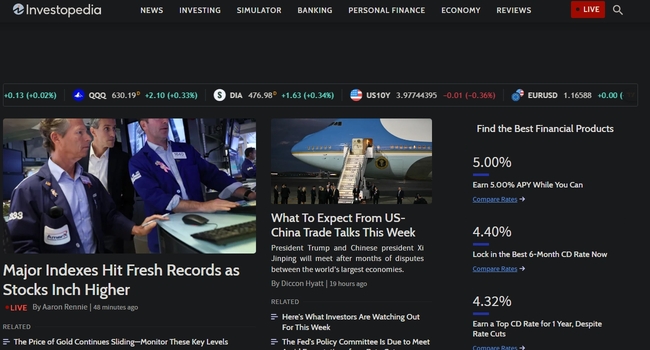 Investopedia
NEWS INVESTING SIMULATOR BANKING PERSONAL FINANCE ECONOMY REVIEWS LIVE
+0.13 (+0.02%) QQQ 630.19 D +2.10 (+0.33%) S DIA 476.98 D +1.63 (+0.34%) US10Y 3.97744395 −0.01 (−0.36%) EURUSD 1.16588 +0.00 (
Find the Best Financial Products
5.00%
Earn 5.00% APY While You Can
Compare Rates
4.40%
Lock in the Best 6-Month CD Rate Now
Compare Rates
4.32%
Earn a Top CD Rate for 1 Year, Despite
Rate Cuts
Compare Rates
What To Expect From US-
China Trade Talks This Week
President Trump and Chinese president Xi
Jinping will meet after months of disputes
between the world's largest economies.
By Diccon Hyatt | 19 hours ago
RELATED
Here's What Investors Are Watching Out
For This Week
The Fed's Policy Committee Is Due to Meet
Major Indexes Hit Fresh Records as
Stocks Inch Higher
LIVE By Aaron Rennie | 48 minutes ago
RELATED
The Price of Gold Continues Sliding—Monitor These Key Levels